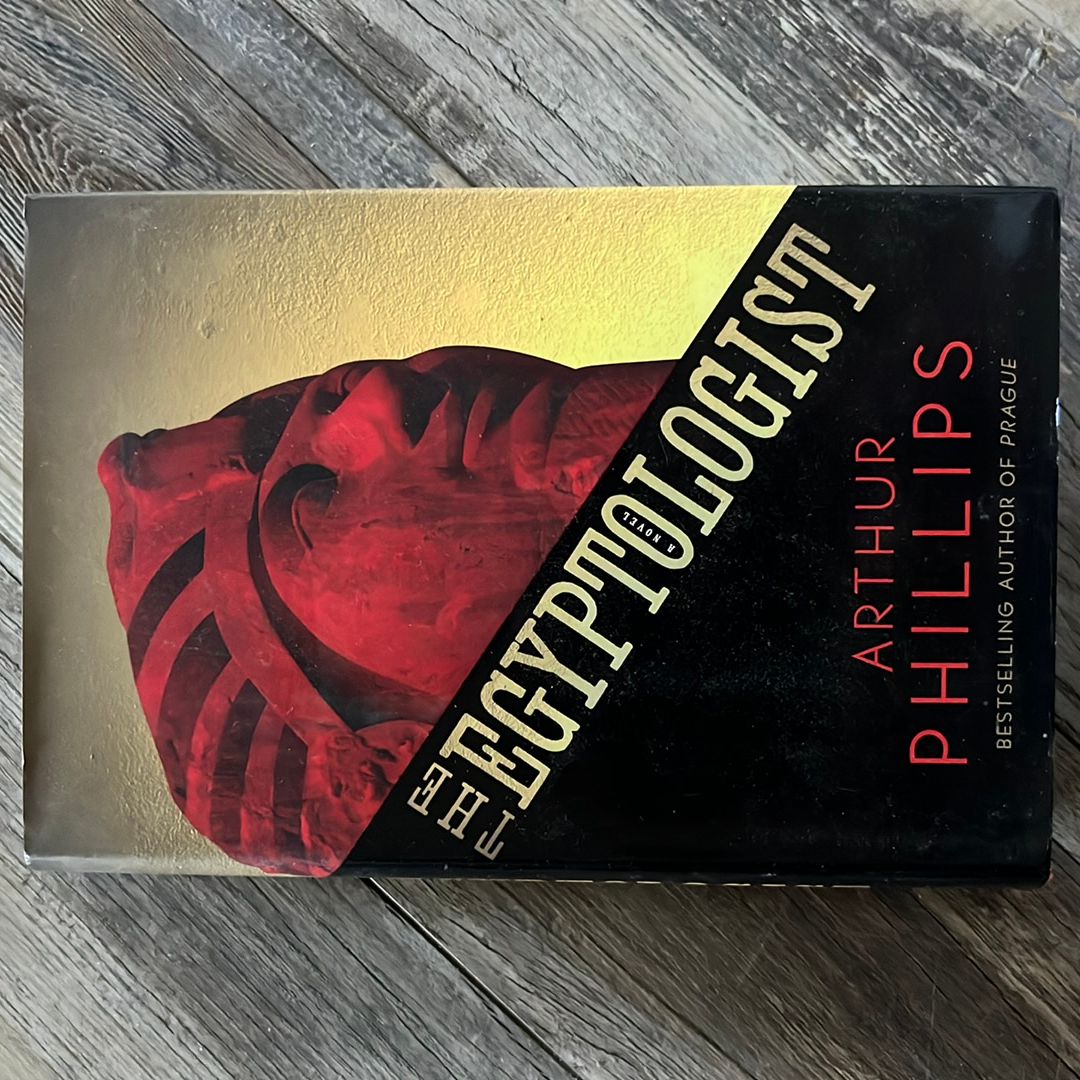 THE
EGYPTOLOGIST
A NOVEL
ARTHUR
PHILLIPS
BESTSELLING AUTHOR OF PRAGUE